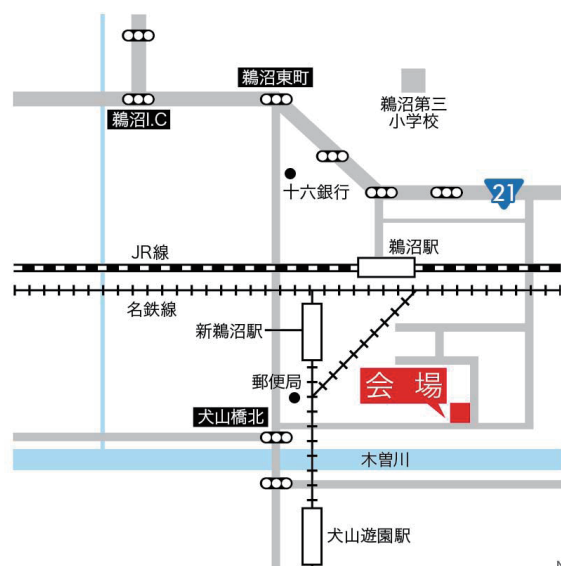 鵜沼東町
鵜沼I.C
鵜沼第三
小学校
十六銀行
21
鵜沼駅
JR線
名鉄線
新鵜沼駅
郵便局
会場
犬山橋北
木曽川
犬山遊園駅